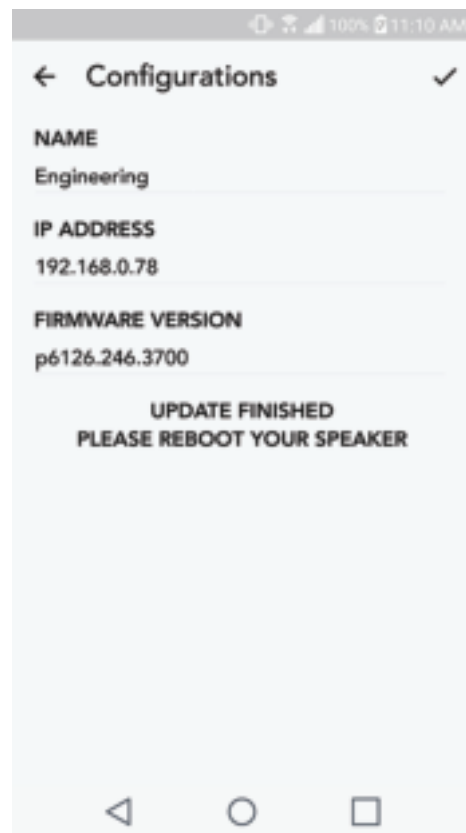 100% 11:10 AM
Configurations
NAME
Engineering
IP ADDRESS
192.168.0.78
FIRMWARE VERSION
p6126.246.3700
UPDATE FINISHED
PLEASE REBOOT YOUR SPEAKER